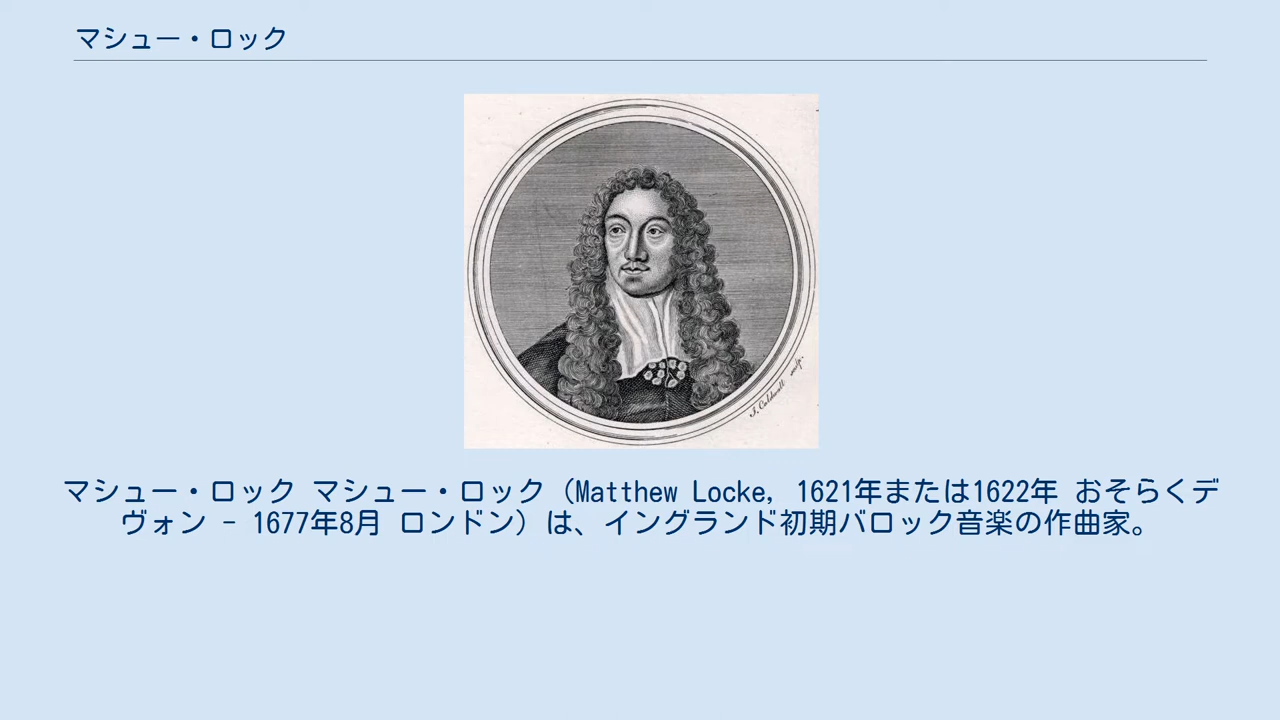 マシュー・ロック
J. Caldwall sculp.
マシュー・ロック マシュー・ロック（Matthew Locke, 1621年または1622年 おそらくデ
ヴォン - 1677年8月 ロンドン）は、イングランド初期バロック音楽の作曲家。